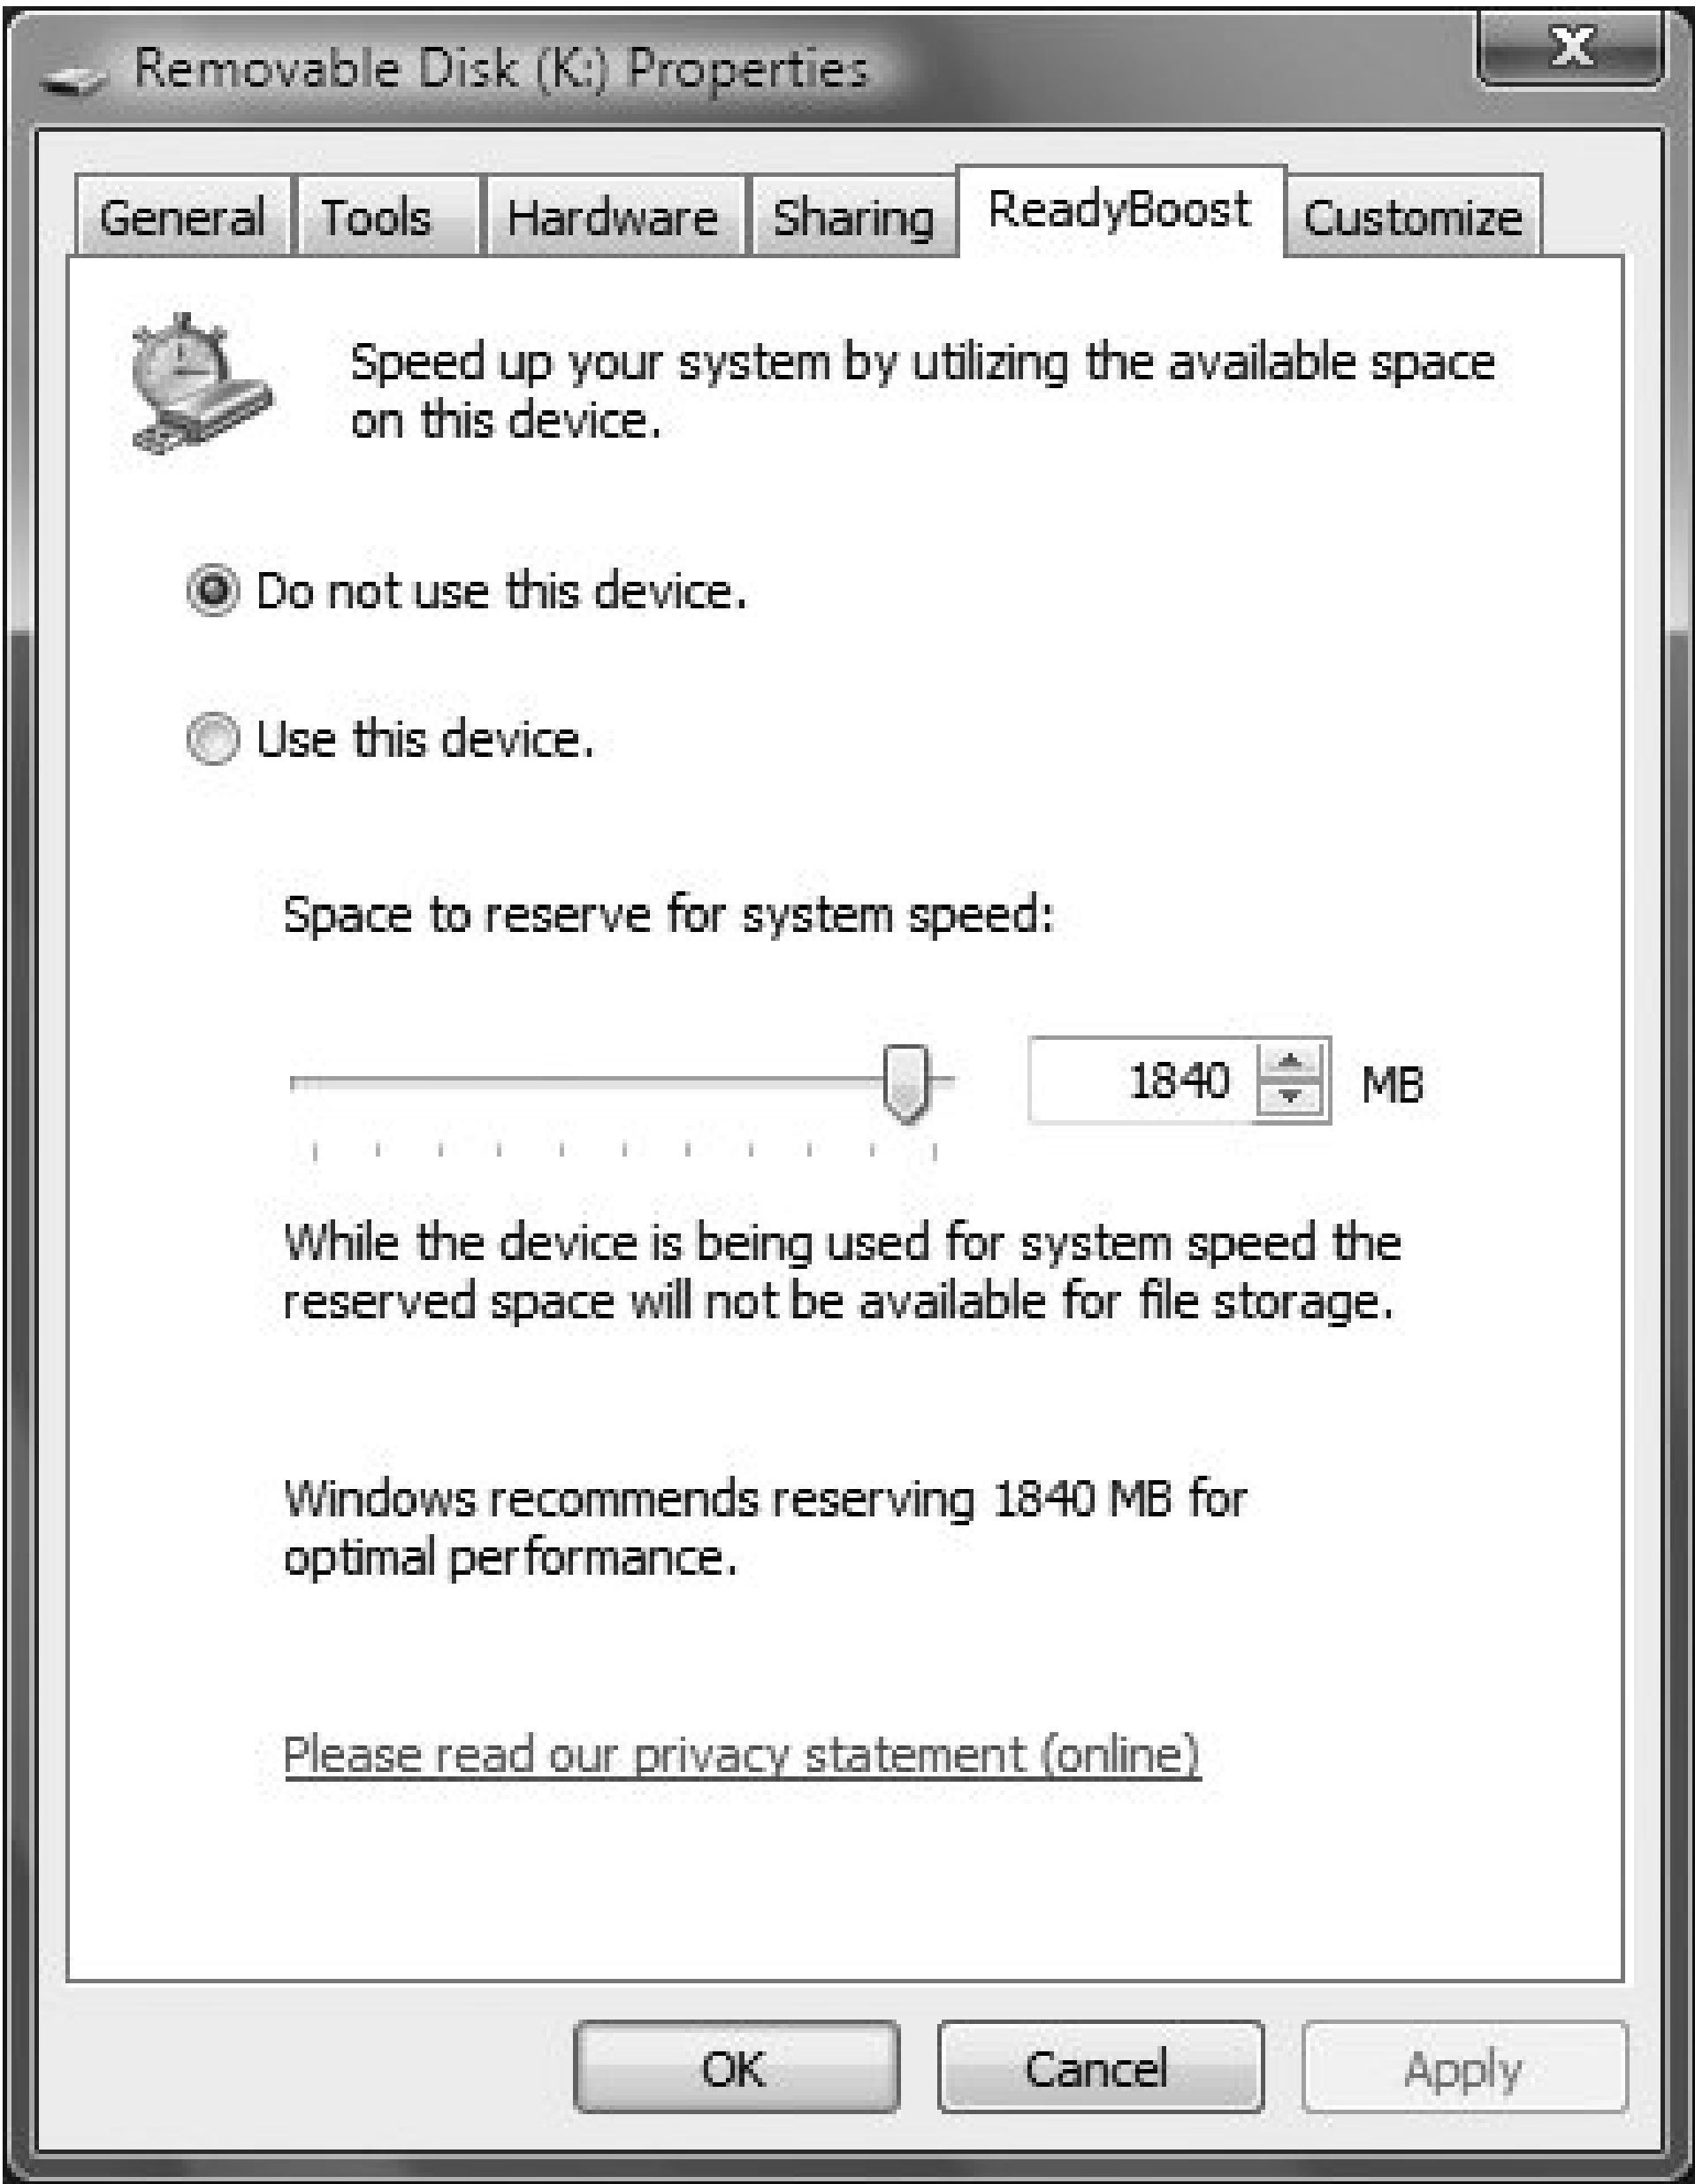 Removable Disk (K:) Properties
X
General Tools Hardware Sharing ReadyBoost Customize
Speed up your system by utilizing the available space
on this device.
Do not use this device.
Use this device.
Space to reserve for system speed:
1840 MB
While the device is being used for system speed the
reserved space will not be available for file storage.
Windows recommends reserving 1840 MB for
optimal performance.
Please read our privacy statement (online)
OK Cancel Apply